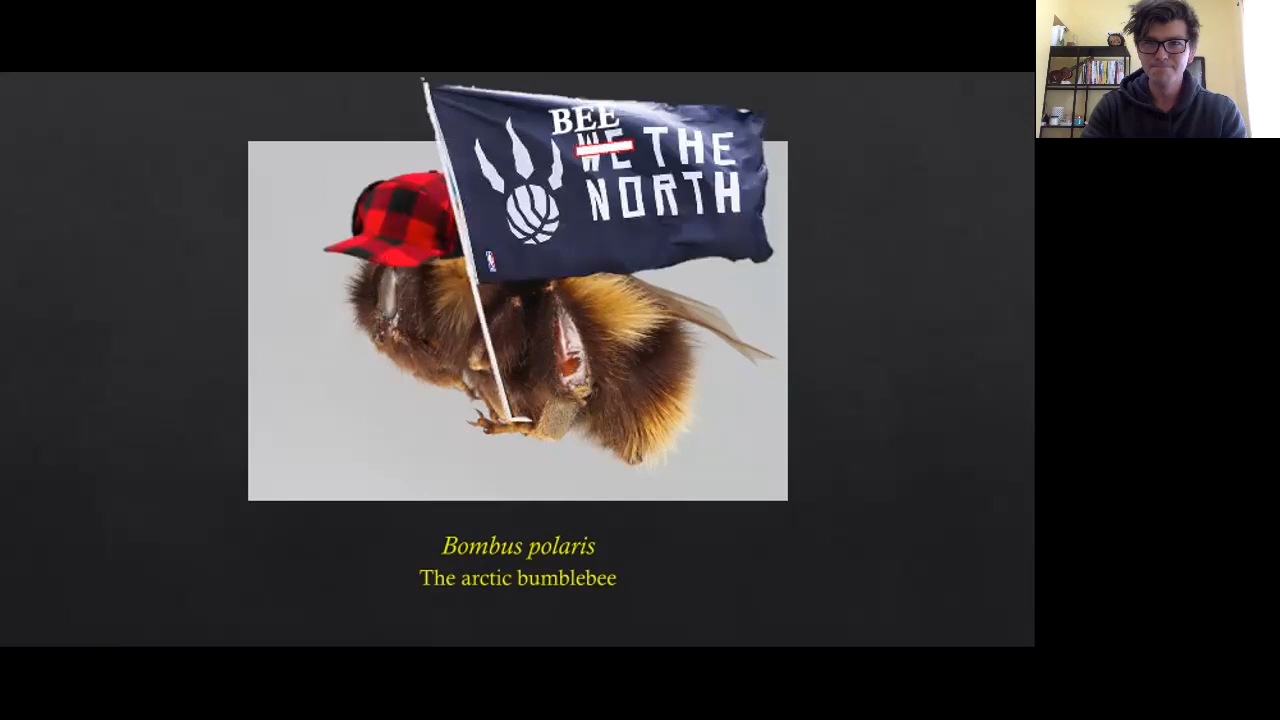 BEE
WE THE
NORTH
Bombus polaris
The arctic bumblebee